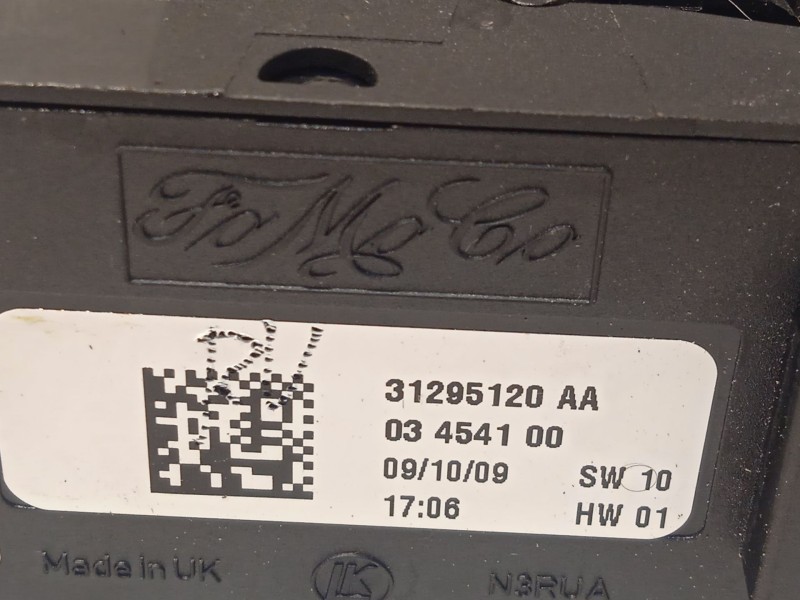 FoMoCo
31295120 AA
03 4541 00
09/10/09 SW 10
17:06 HW 01
Made in UK LK N3RUA